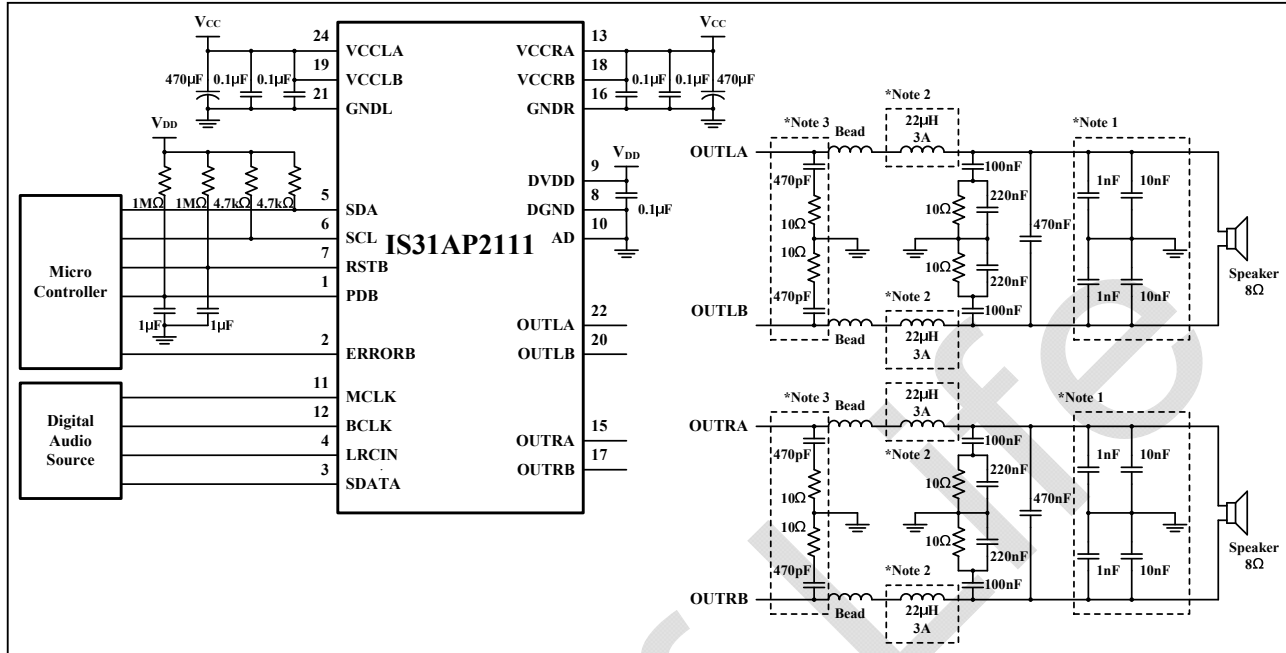 VCC
24
VCCLA
19
VCCLB
470µF
0.1µF
0.1µF
21
GNDL
VDD
1MΩ
1MΩ
4.7kΩ
4.7kΩ
5
SDA
6
SCL
7
RSTB
1
PDB
1µF
1µF
2
ERRORB
Micro
Controller
11
MCLK
12
BCLK
4
LRCIN
3
SDATA
Digital
Audio
Source
IS31AP2111
VCC
13
VCCRA
18
VCCRB
0.1µF
0.1µF
470µF
16
GNDR
VDD
9
DVDD
8
DGND
0.1µF
10
AD
22
OUTLA
20
OUTLB
15
OUTRA
17
OUTRB
*Note 2
*Note 3
22µH
3A
*Note 1
Bead
OUTLA
100nF
470pF
1nF
10nF
220nF
10Ω
10Ω
470nF
10Ω
10Ω
220nF
Speaker
8Ω
470pF
1nF
10nF
100nF
*Note 2
OUTLB
Bead
22µH
3A
*Note 3
Bead
22µH
3A
*Note 1
OUTRA
100nF
*Note 2
470pF
1nF
10nF
220nF
10Ω
10Ω
470nF
10Ω
10Ω
220nF
Speaker
8Ω
470pF
*Note 2
1nF
10nF
100nF
OUTRB
Bead
22µH
3A
Life